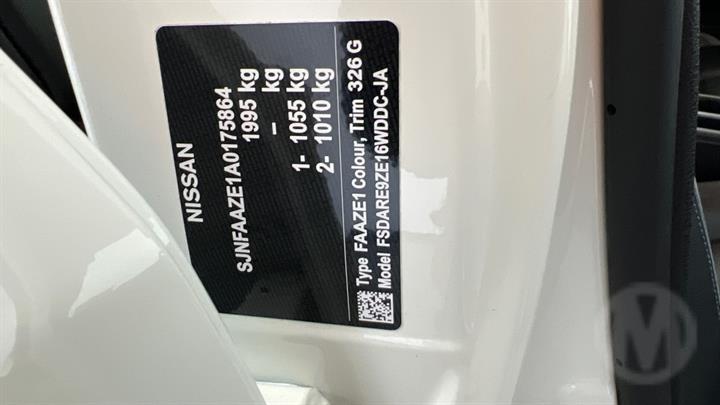 NISSAN
SJNFAAZE1A0175864
1995 kg
– kg
1- 1055 kg
2- 1010 kg
Type FAAZE1 Colour, Trim 326 G
Model FSDARE9ZE16WDDC-JA
M